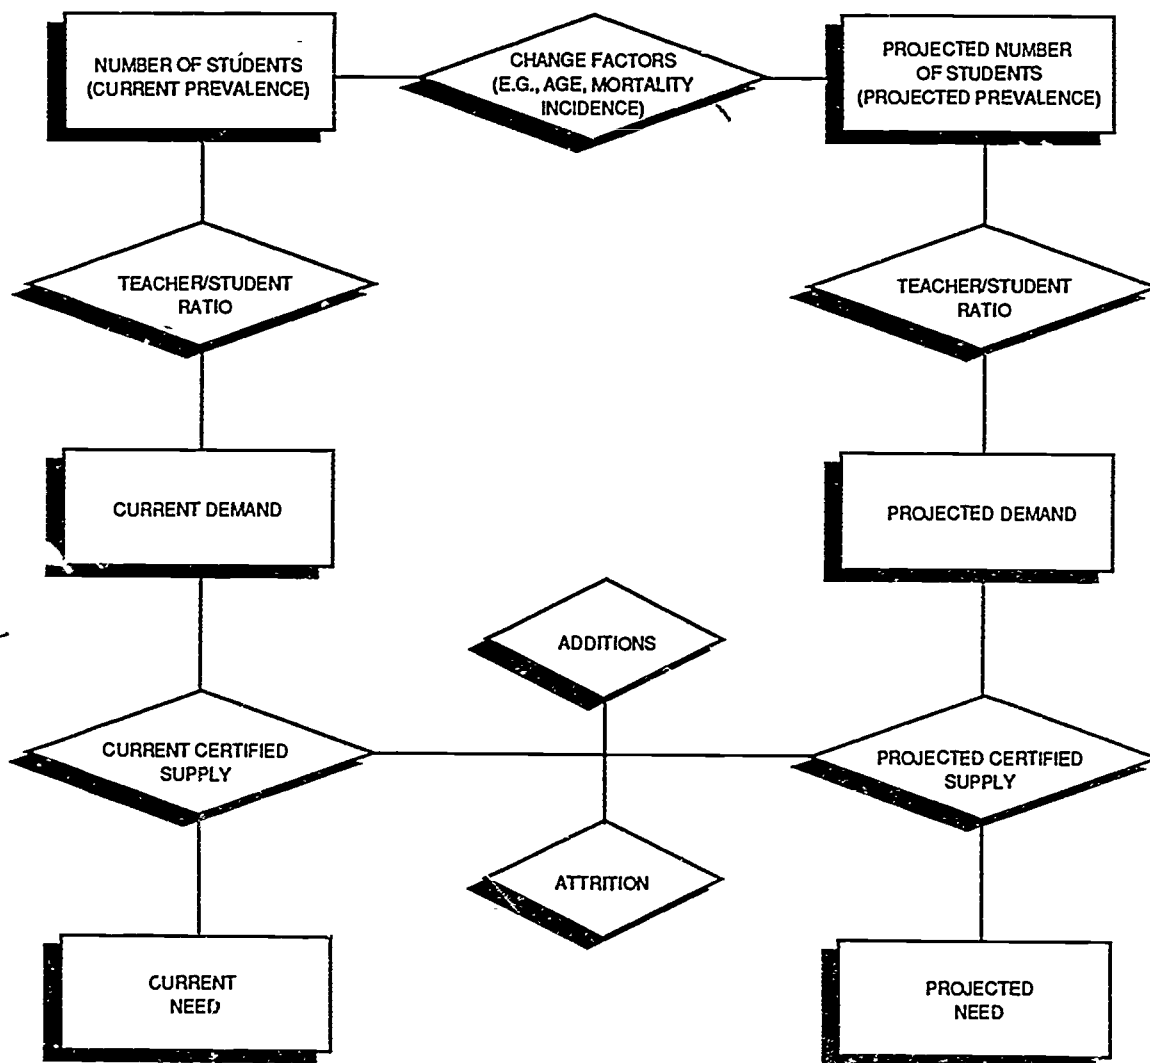 NUMBER OF STUDENTS
(CURRENT PREVALENCE)
CHANGE FACTORS
(E.G., AGE, MORTALITY
INCIDENCE)
PROJECTED NUMBER
OF STUDENTS
(PROJECTED PREVALENCE)
TEACHER/STUDENT
RATIO
TEACHER/STUDENT
RATIO
CURRENT DEMAND
PROJECTED DEMAND
ADDITIONS
CURRENT CERTIFIED
SUPPLY
PROJECTED CERTIFIED
SUPPLY
ATTRITION
CURRENT
NEED
PROJECTED
NEED